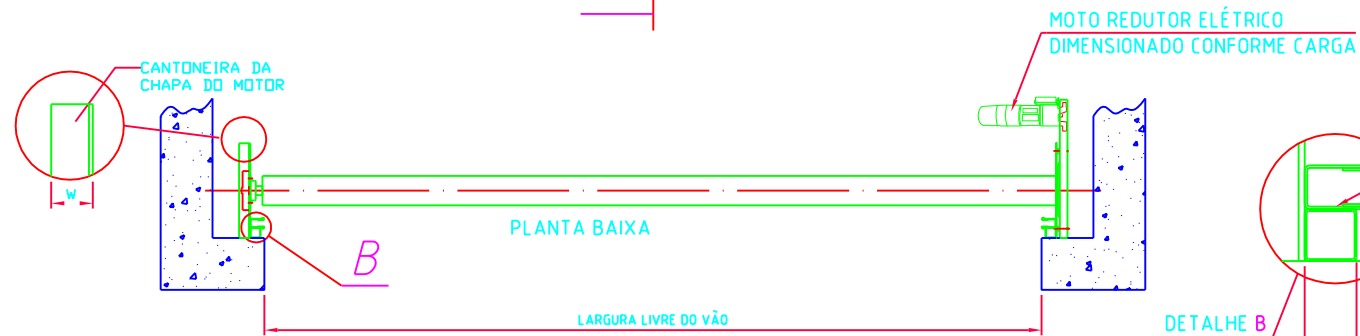 MOTO REDUTOR ELÉTRICO
DIMENSIONADO CONFORME CARGA
CANTONEIRA DA
CHAPA DO MOTOR
W
PLANTA BAIXA
B
LARGURA LIVRE DO VÃO
DETALHE B